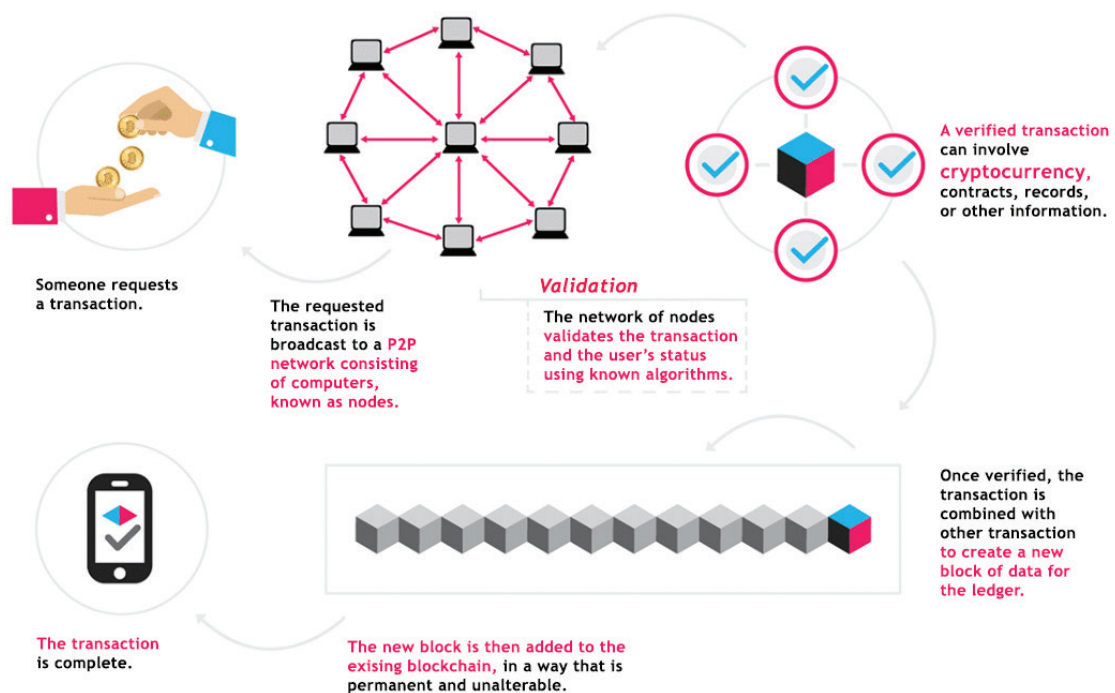 Someone requests
a transaction.
The requested
transaction is
broadcast to a P2P
network consisting
of computers,
known as nodes.
Validation
The network of nodes
validates the transaction
and the user's status
using known algorithms.
A verified transaction
can involve
cryptocurrency,
contracts, records,
or other information.
Once verified, the
transaction is
combined with
other transaction
to create a new
block of data for
the ledger.
The new block is then added to the
exising blockchain, in a way that is
permanent and unalterable.
The transaction
is complete.